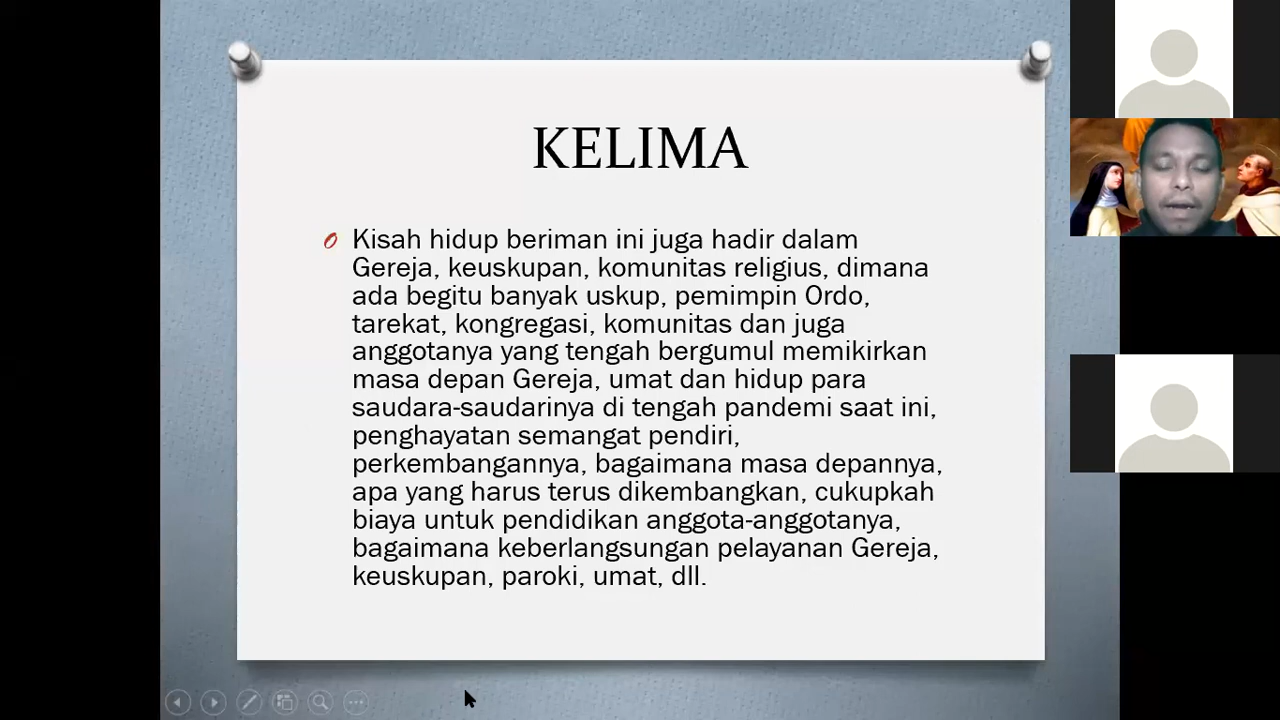 KELIMA
Kisah hidup beriman ini juga hadir dalam
Gereja, keuskupan, komunitas religius, dimana
ada begitu banyak uskup, pemimpin Ordo,
tarekat, kongregasi, komunitas dan juga
anggotanya yang tengah bergumul memikirkan
masa depan Gereja, umat dan hidup para
saudara-saudarinya di tengah pandemi saat ini,
penghayatan semangat pendiri,
perkembangannya, bagaimana masa depannya,
apa yang harus terus dikembangkan, cukupkah
biaya untuk pendidikan anggota-anggotanya,
bagaimana keberlangsungan pelayanan Gereja,
keuskupan, paroki, umat, dll.